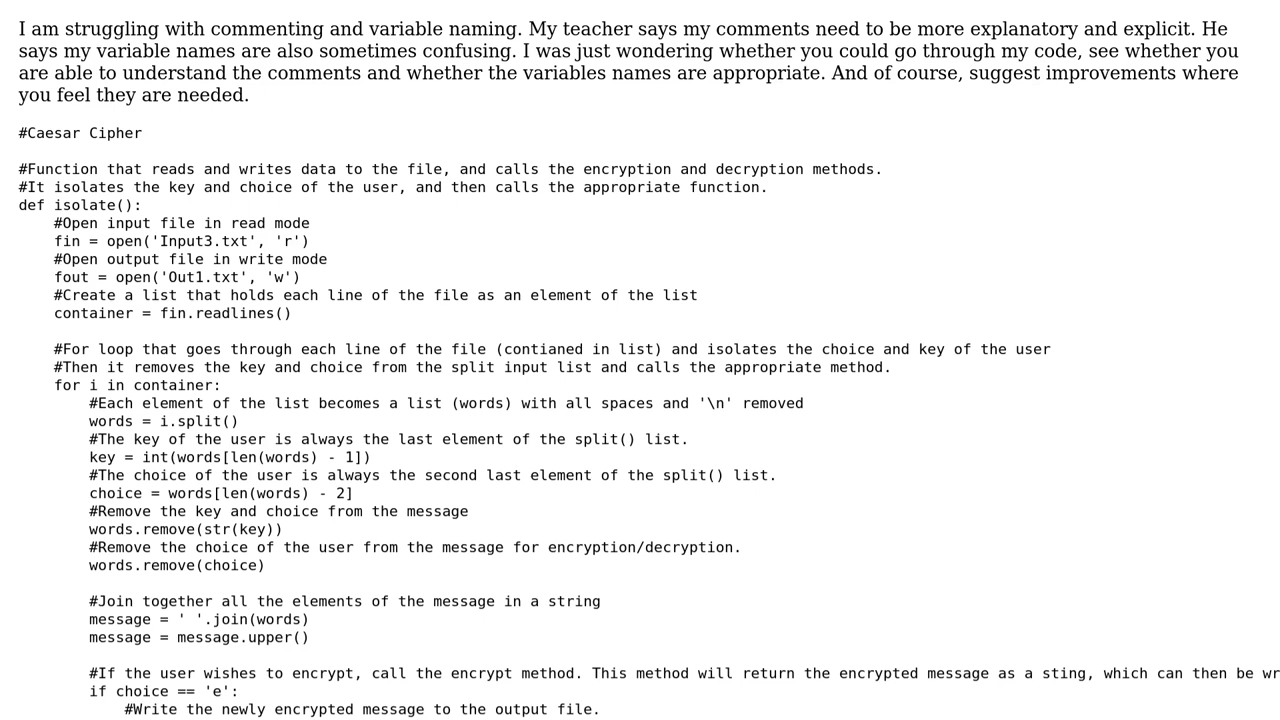 I am struggling with commenting and variable naming. My teacher says my comments need to be more explanatory and explicit. He
says my variable names are also sometimes confusing. I was just wondering whether you could go through my code, see whether you
are able to understand the comments and whether the variables names are appropriate. And of course, suggest improvements where
you feel they are needed.
#Caesar Cipher
#Function that reads and writes data to the file, and calls the encryption and decryption methods.
#It isolates the key and choice of the user, and then calls the appropriate function.
def isolate():
    #Open input file in read mode
    fin = open('Input3.txt', 'r')
    #Open output file in write mode
    fout = open('Out1.txt', 'w')
    #Create a list that holds each line of the file as an element of the list
    container = fin.readlines()
    #For loop that goes through each line of the file (contianed in list) and isolates the choice and key of the user
    #Then it removes the key and choice from the split input list and calls the appropriate method.
    for i in container:
        #Each element of the list becomes a list (words) with all spaces and '\n' removed
        words = i.split()
        #The key of the user is always the last element of the split() list.
        key = int(words[len(words) - 1])
        #The choice of the user is always the second last element of the split() list.
        choice = words[len(words) - 2]
        #Remove the key and choice from the message
        words.remove(str(key))
        #Remove the choice of the user from the message for encryption/decryption.
        words.remove(choice)
        #Join together all the elements of the message in a string
        message = ' '.join(words)
        message = message.upper()
        #If the user wishes to encrypt, call the encrypt method. This method will return the encrypted message as a sting, which can then be wr
        if choice == 'e':
            #Write the newly encrypted message to the output file.